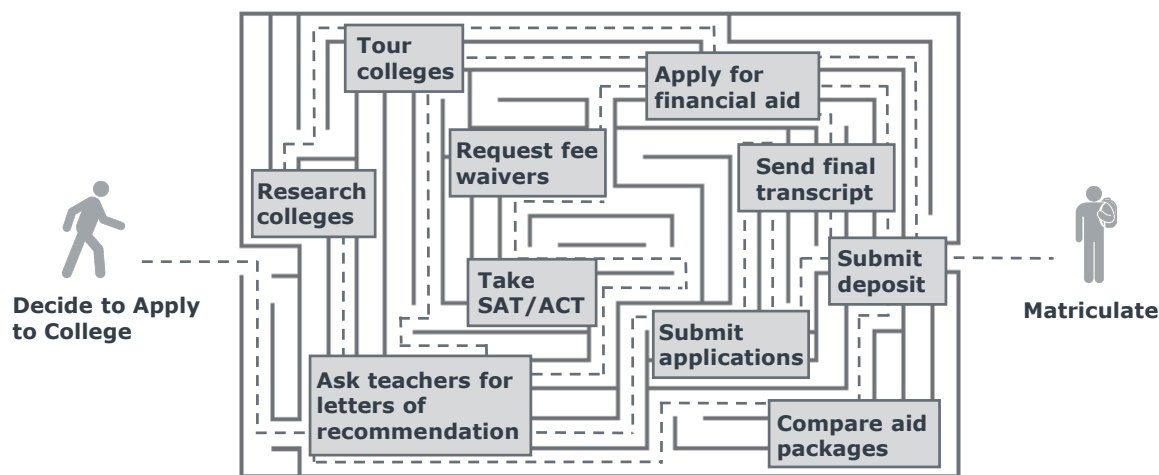 Tour
colleges
Apply for
financial aid
Request fee
waivers
Send final
transcript
Research
colleges
Decide to Apply
to College
Take
SAT/ACT
Submit
deposit
Matriculate
Submit
applications
Ask teachers for
letters of
recommendation
Compare aid
packages